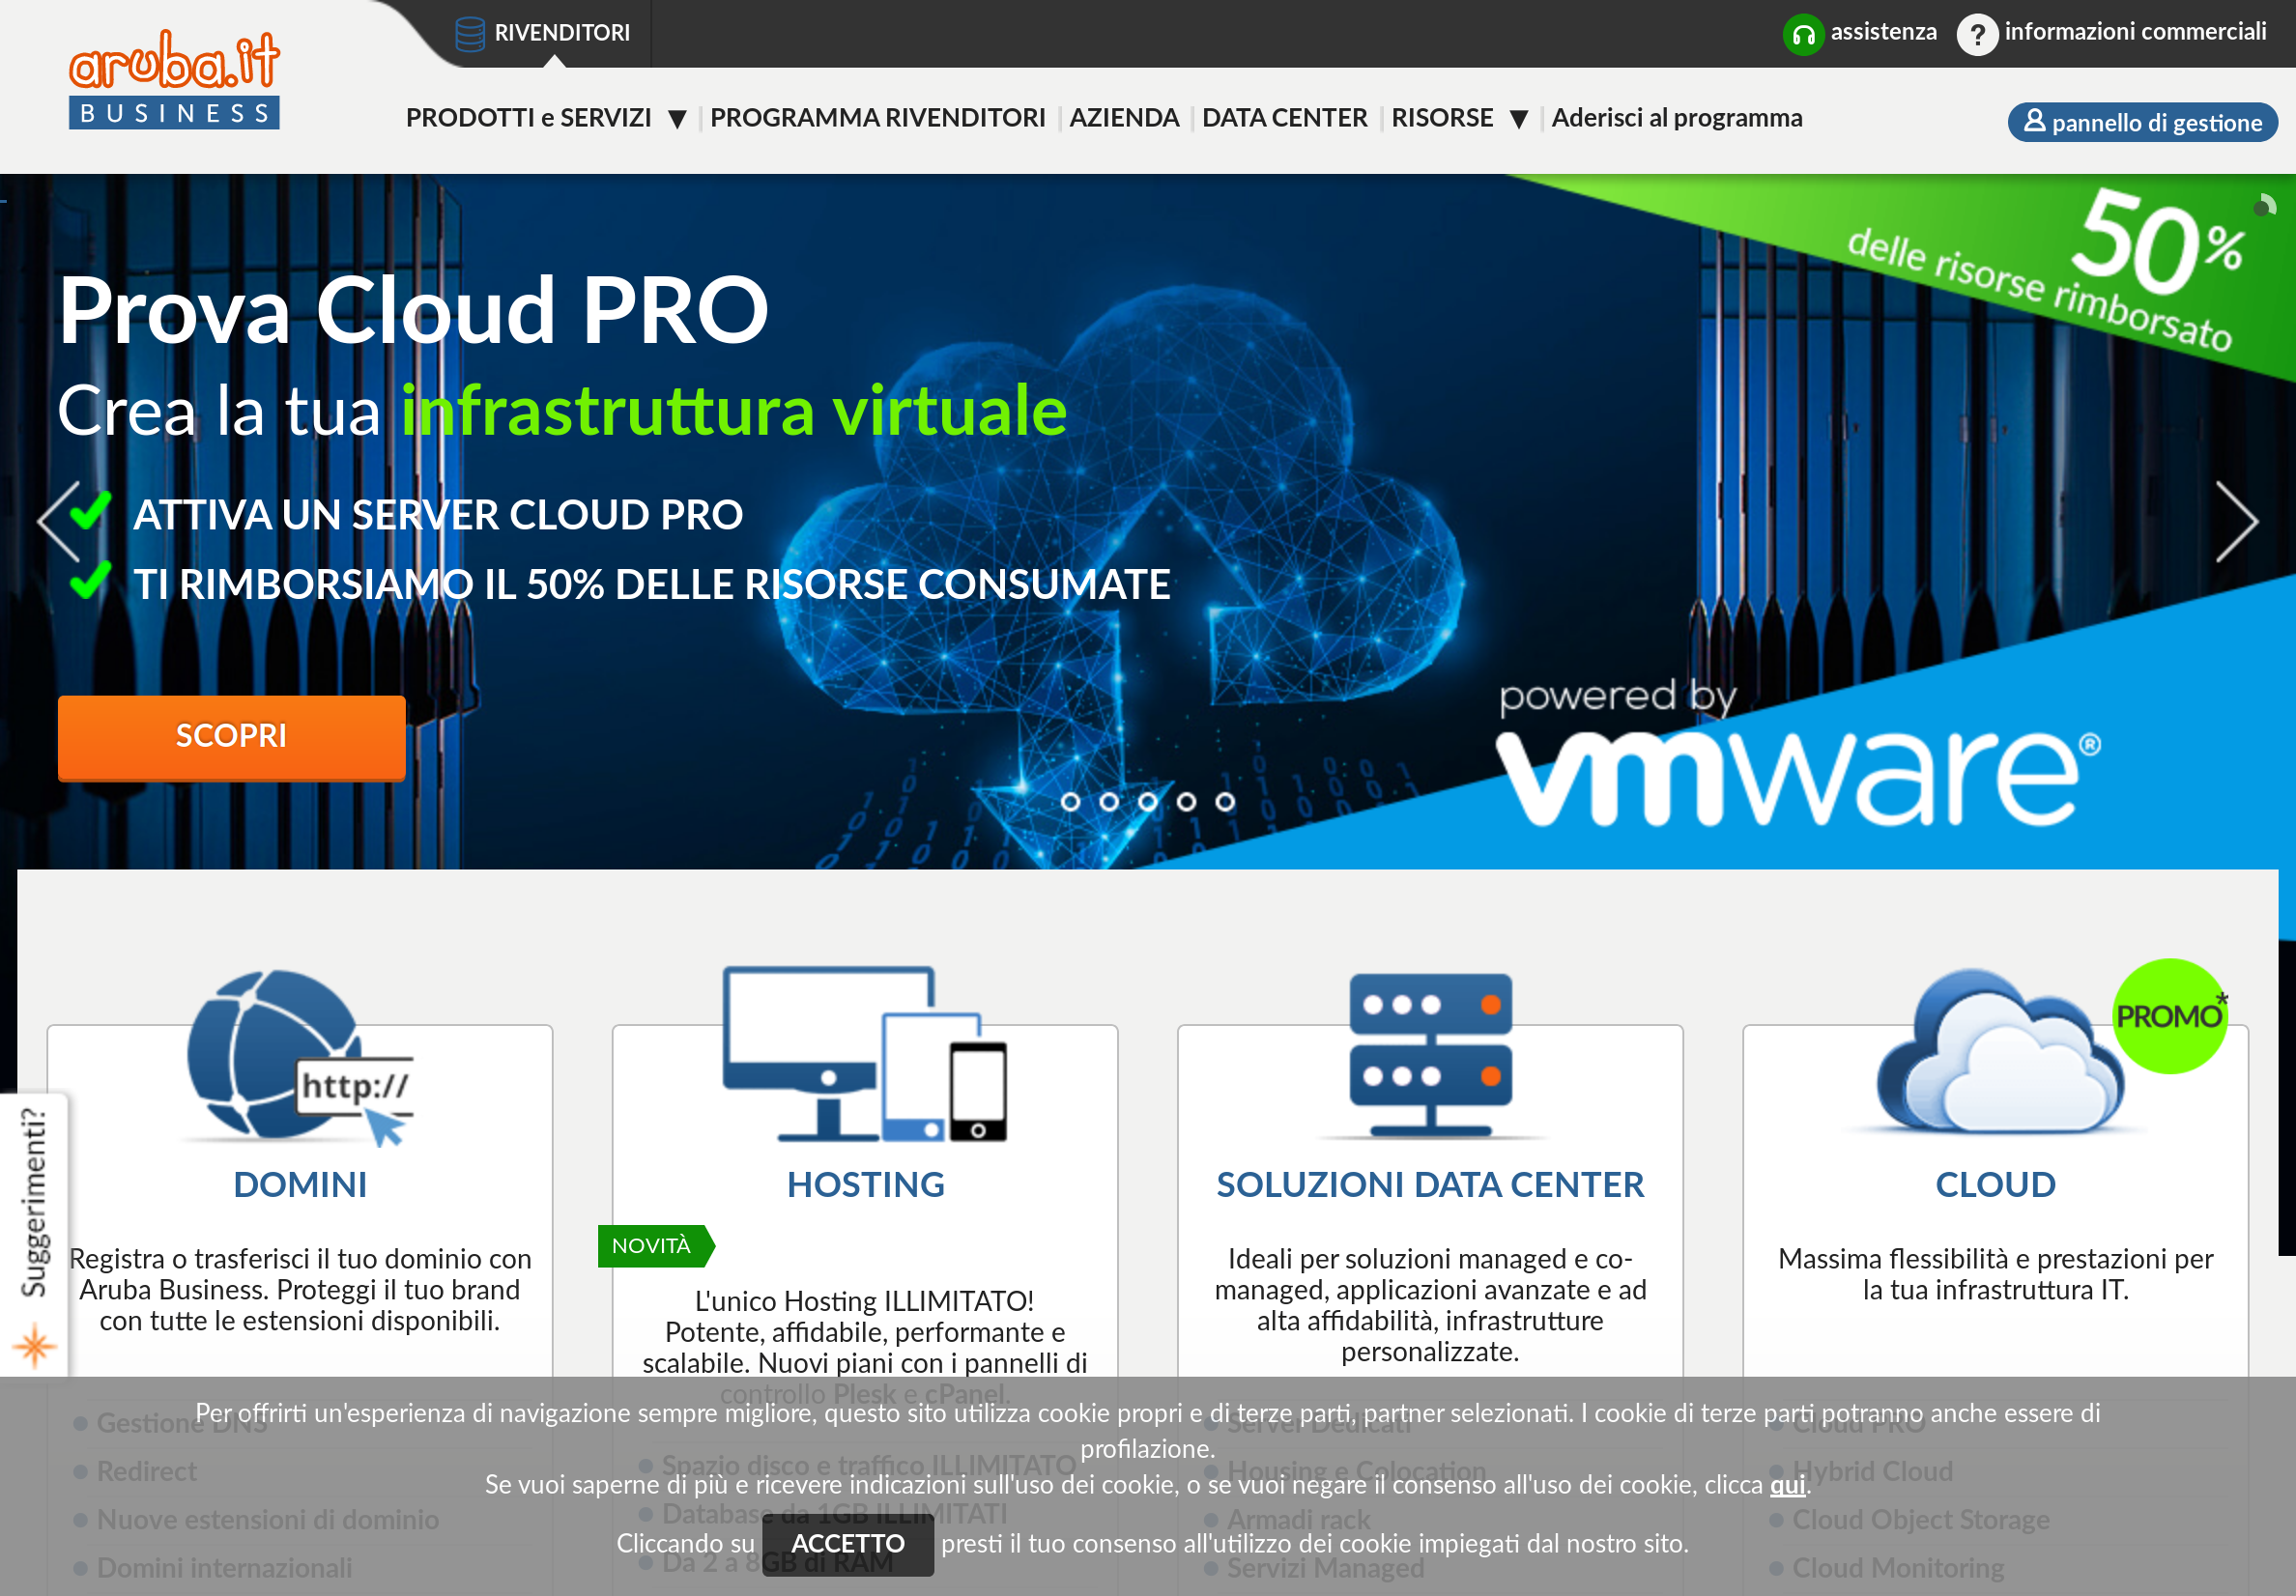 aruba.it
BUSINESS
RIVENDITORI
assistenza
? informazioni commerciali
PRODOTTI e SERVIZI ▼ | PROGRAMMA RIVENDITORI | AZIENDA | DATA CENTER | RISORSE ▼ | Aderisci al programma
pannello di gestione
50%
delle risorse rimborsato
Prova Cloud PRO
Crea la tua infrastruttura virtuale
ATTIVA UN SERVER CLOUD PRO
TI RIMBORSIAMO IL 50% DELLE RISORSE CONSUMATE
SCOPRI
powered by
vmware®
http://
PROMO*
DOMINI
Registra o trasferisci il tuo dominio con
Aruba Business. Proteggi il tuo brand
con tutte le estensioni disponibili.
Gestione DNS
Redirect
Nuove estensioni di dominio
Domini internazionali
HOSTING
NOVITÀ
L'unico Hosting ILLIMITATO!
Potente, affidabile, performante e
scalabile. Nuovi piani con i pannelli di
controllo Plesk e cPanel.
Spazio disco e traffico ILLIMITATO
Database da 1GB ILLIMITATI
Da 2 a 8GB di RAM
SOLUZIONI DATA CENTER
Ideali per soluzioni managed e co-
managed, applicazioni avanzate e ad
alta affidabilità, infrastrutture
personalizzate.
Server Dedicati
Housing e Colocation
Armadi rack
Servizi Managed
CLOUD
Massima flessibilità e prestazioni per
la tua infrastruttura IT.
Cloud PRO
Hybrid Cloud
Cloud Object Storage
Cloud Monitoring
Suggerimenti?
Per offrirti un'esperienza di navigazione sempre migliore, questo sito utilizza cookie propri e di terze parti, partner selezionati. I cookie di terze parti potranno anche essere di
profilazione.
Se vuoi saperne di più e ricevere indicazioni sull'uso dei cookie, o se vuoi negare il consenso all'uso dei cookie, clicca qui.
Cliccando su ACCETTO presti il tuo consenso all'utilizzo dei cookie impiegati dal nostro sito.